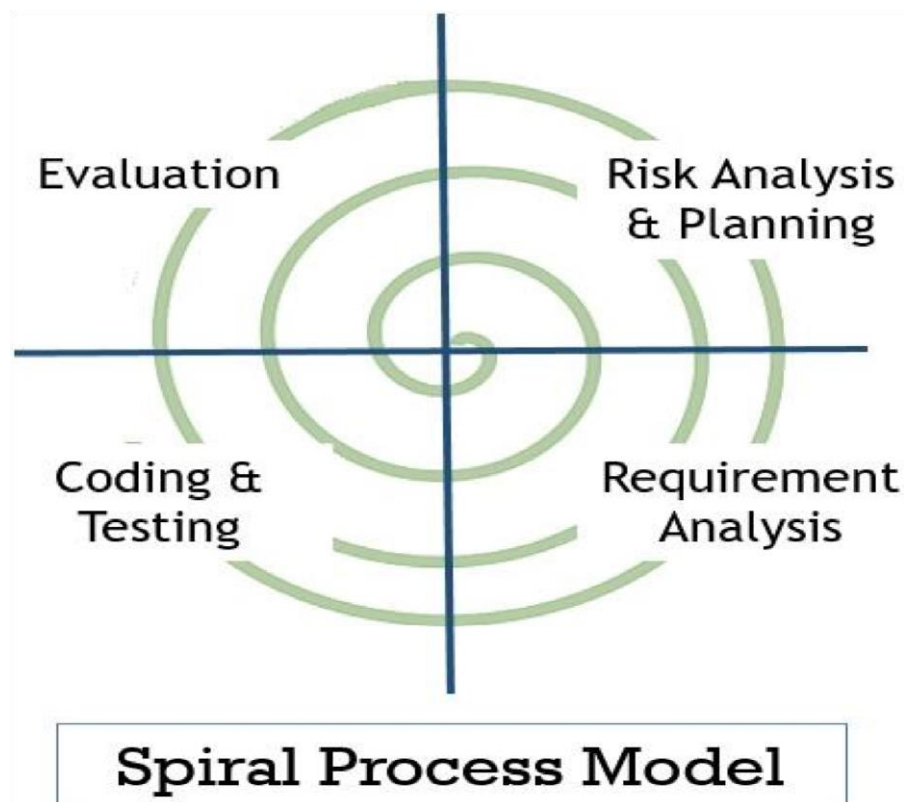 Evaluation
Risk Analysis
& Planning
Coding &
Testing
Requirement
Analysis
Spiral Process Model